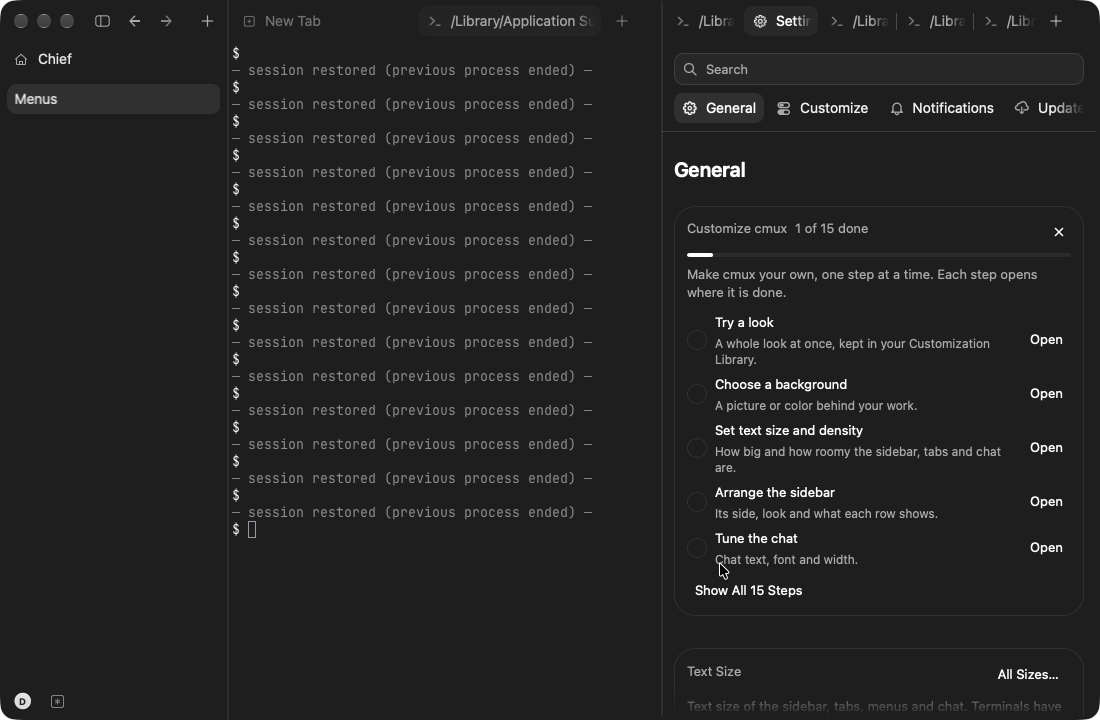 New Tab
/Library/Application Su
/Libra
Settin
/Libra
/Libra
/Libr
Chief
Menus
$
— session restored (previous process ended) —
$
— session restored (previous process ended) —
$
— session restored (previous process ended) —
$
— session restored (previous process ended) —
$
— session restored (previous process ended) —
$
— session restored (previous process ended) —
$
— session restored (previous process ended) —
$
— session restored (previous process ended) —
$
— session restored (previous process ended) —
$
— session restored (previous process ended) —
$
— session restored (previous process ended) —
$
— session restored (previous process ended) —
$
— session restored (previous process ended) —
$
— session restored (previous process ended) —
$
Search
General
Customize
Notifications
Update
General
Customize cmux 1 of 15 done
Make cmux your own, one step at a time. Each step opens
where it is done.
Try a look
A whole look at once, kept in your Customization
Library.
Open
Choose a background
A picture or color behind your work.
Open
Set text size and density
How big and how roomy the sidebar, tabs and chat
are.
Open
Arrange the sidebar
Its side, look and what each row shows.
Open
Tune the chat
Chat text, font and width.
Open
Show All 15 Steps
Text Size
All Sizes...
Text size of the sidebar, tabs, menus and chat. Terminals have
D